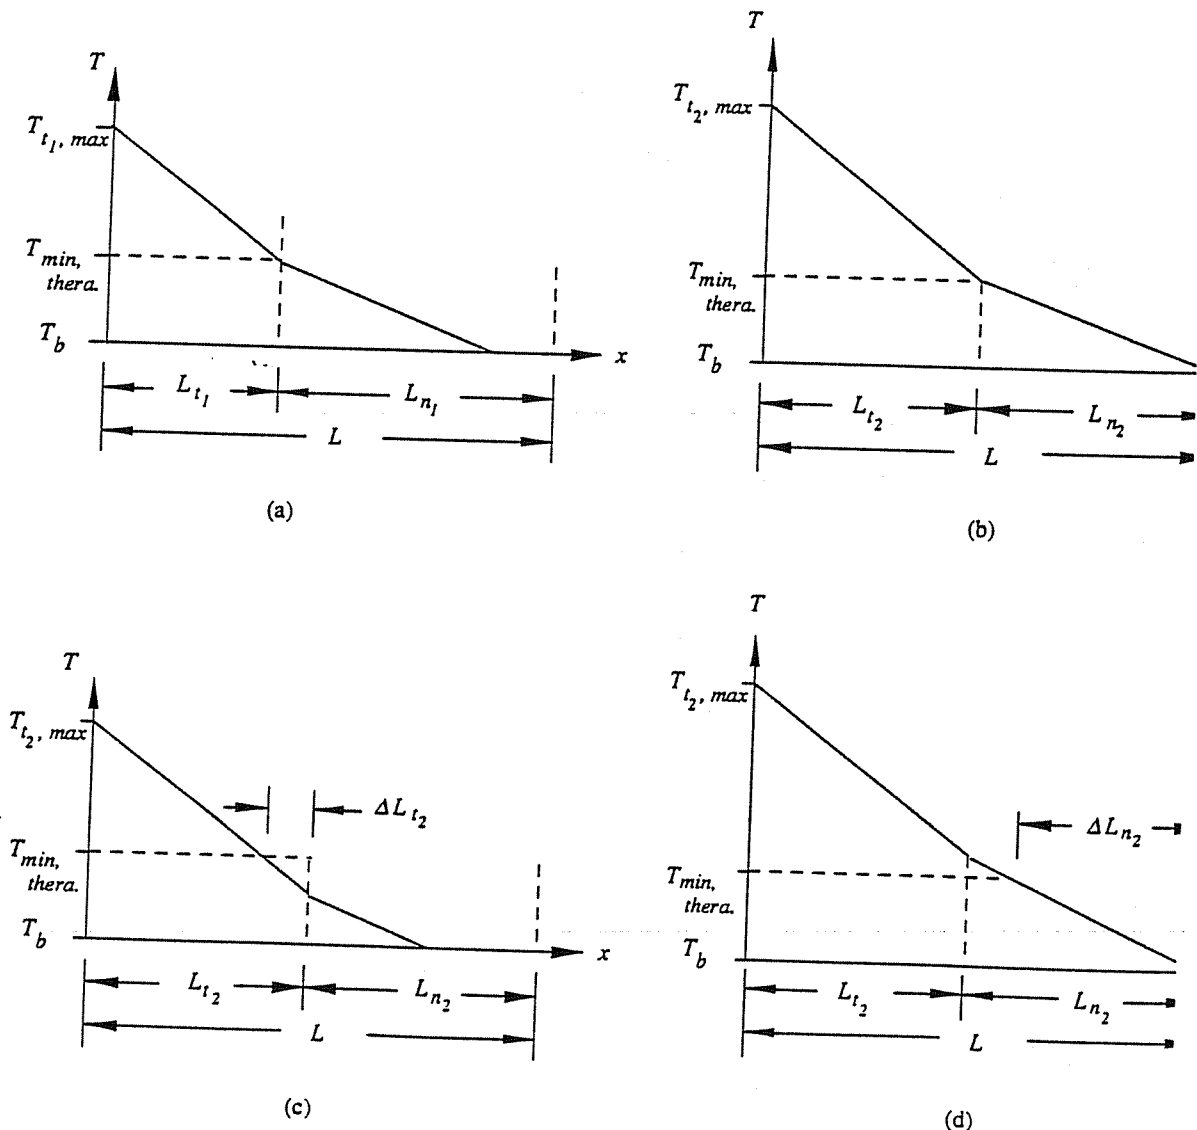 T
T_{t_1}, max
T_{min,
thera.}
T_b
x
L_{t_1}
L_{n_1}
L
(a)
T
T_{t_2}, max
T_{min,
thera.}
T_b
L_{t_2}
L_{n_2}
L
(b)
T
T_{t_2}, max
ΔL_{t_2}
T_{min,
thera.}
T_b
x
L_{t_2}
L_{n_2}
L
(c)
T
T_{t_2}, max
ΔL_{n_2}
T_{min,
thera.}
T_b
L_{t_2}
L_{n_2}
L
(d)